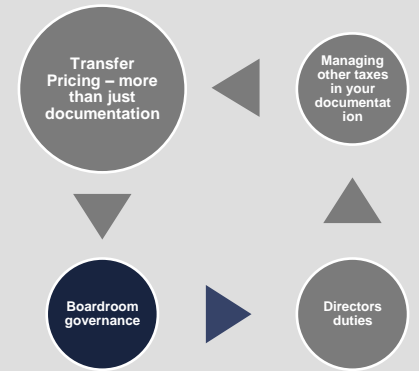 Transfer
Pricing – more
than just
documentation
Managing
other taxes
in your
documentat
ion
Boardroom
governance
Directors
duties